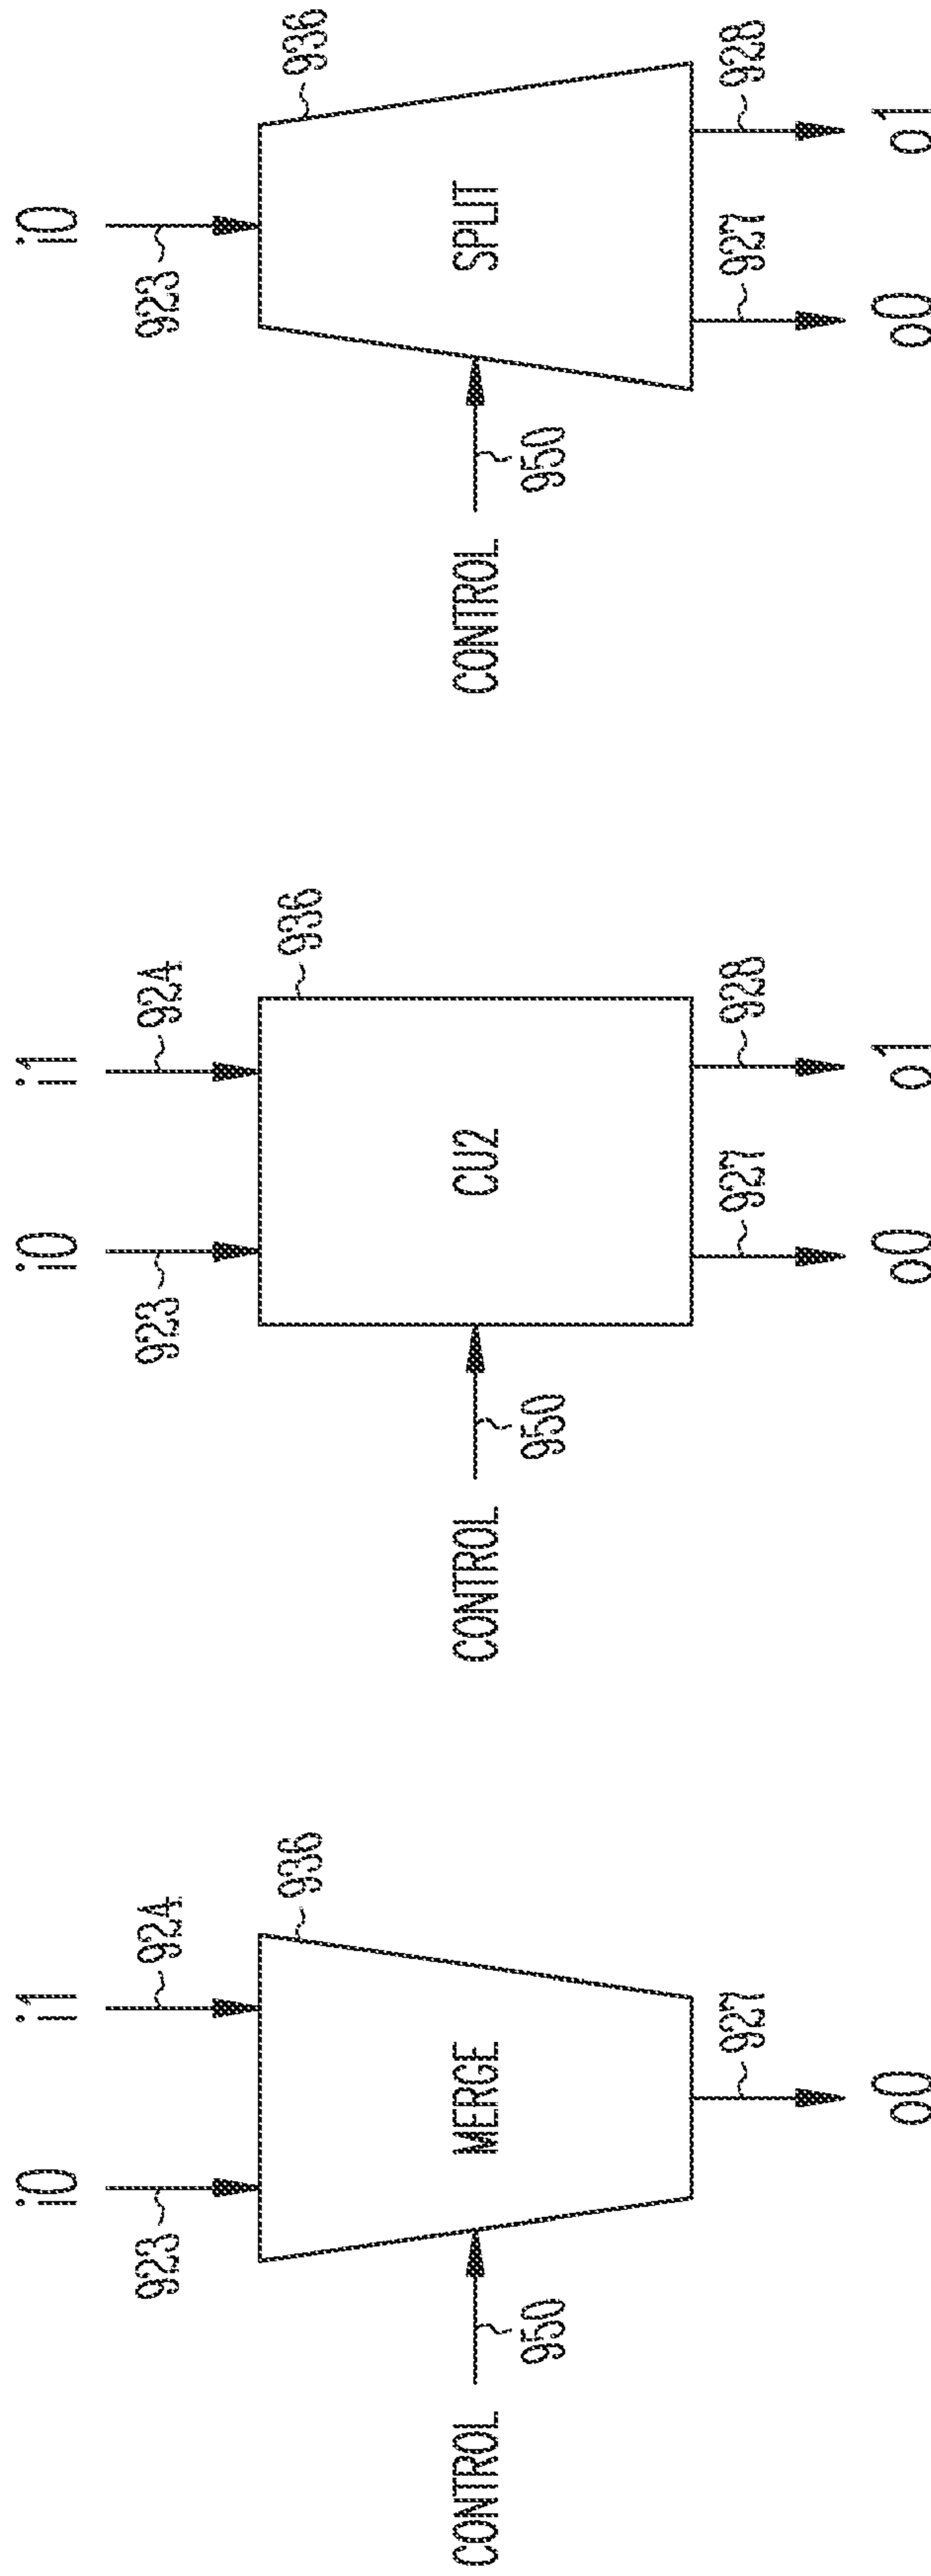 i0
i1
923
924
936
CONTROL
950
MERGE
927
o0
i0
i1
923
924
936
CONTROL
950
CU2
927
928
o0
o1
i0
923
936
CONTROL
950
SPLIT
927
928
o0
o1